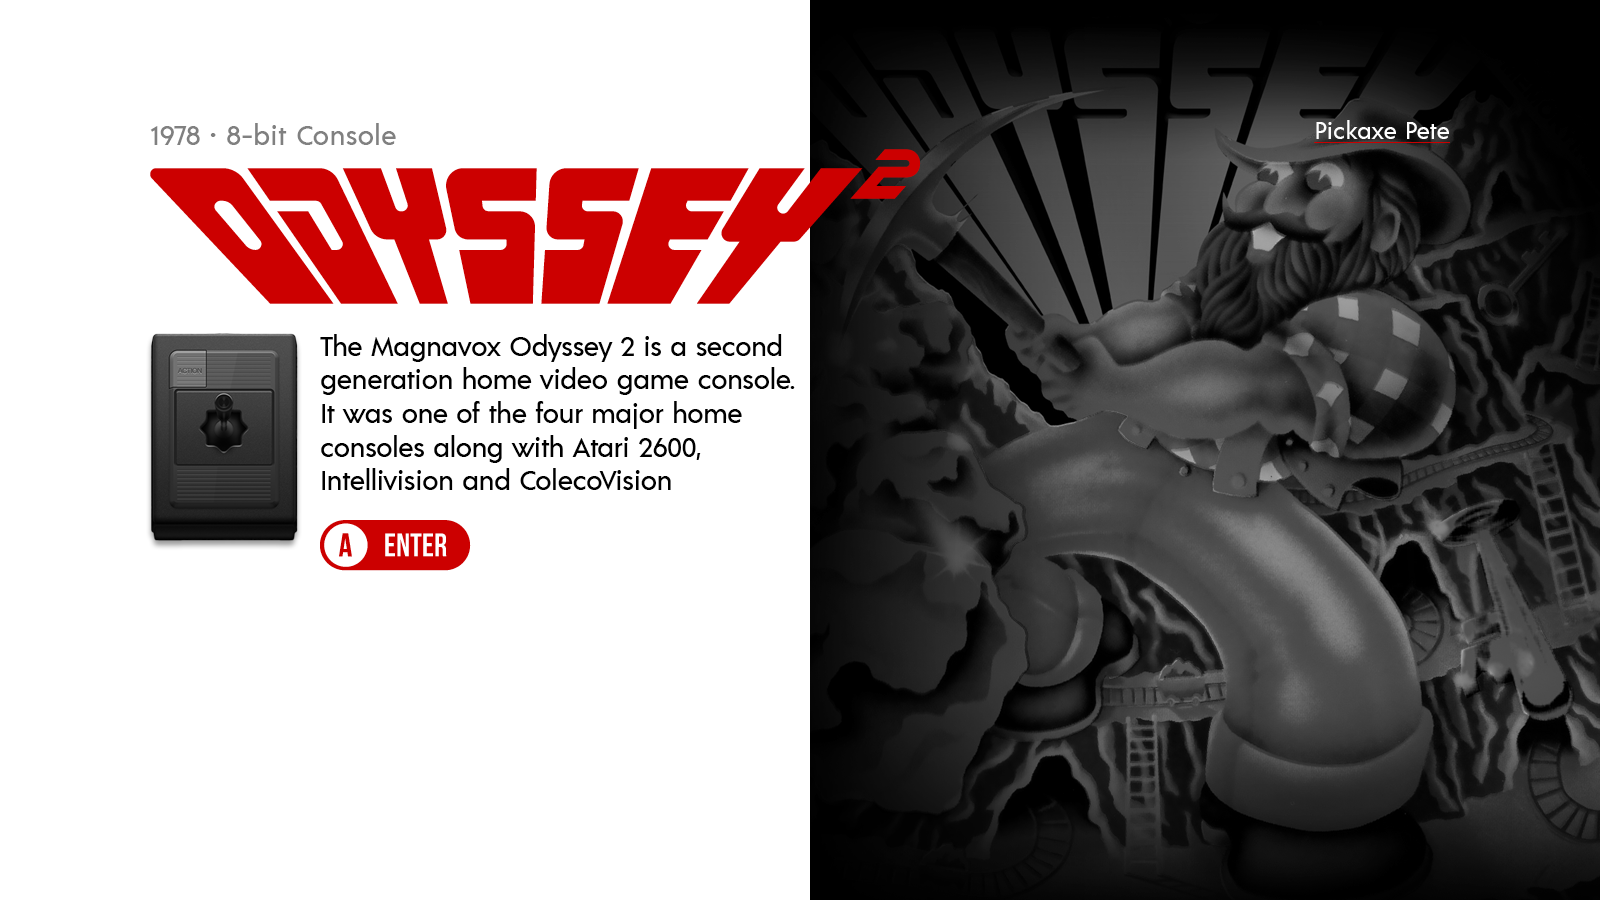 1978 · 8-bit Console
ODYSSEY²
The Magnavox Odyssey 2 is a second
generation home video game console.
It was one of the four major home
consoles along with Atari 2600,
Intellivision and ColecoVision
A ENTER
ACTION
ODYSSEY
Pickaxe Pete